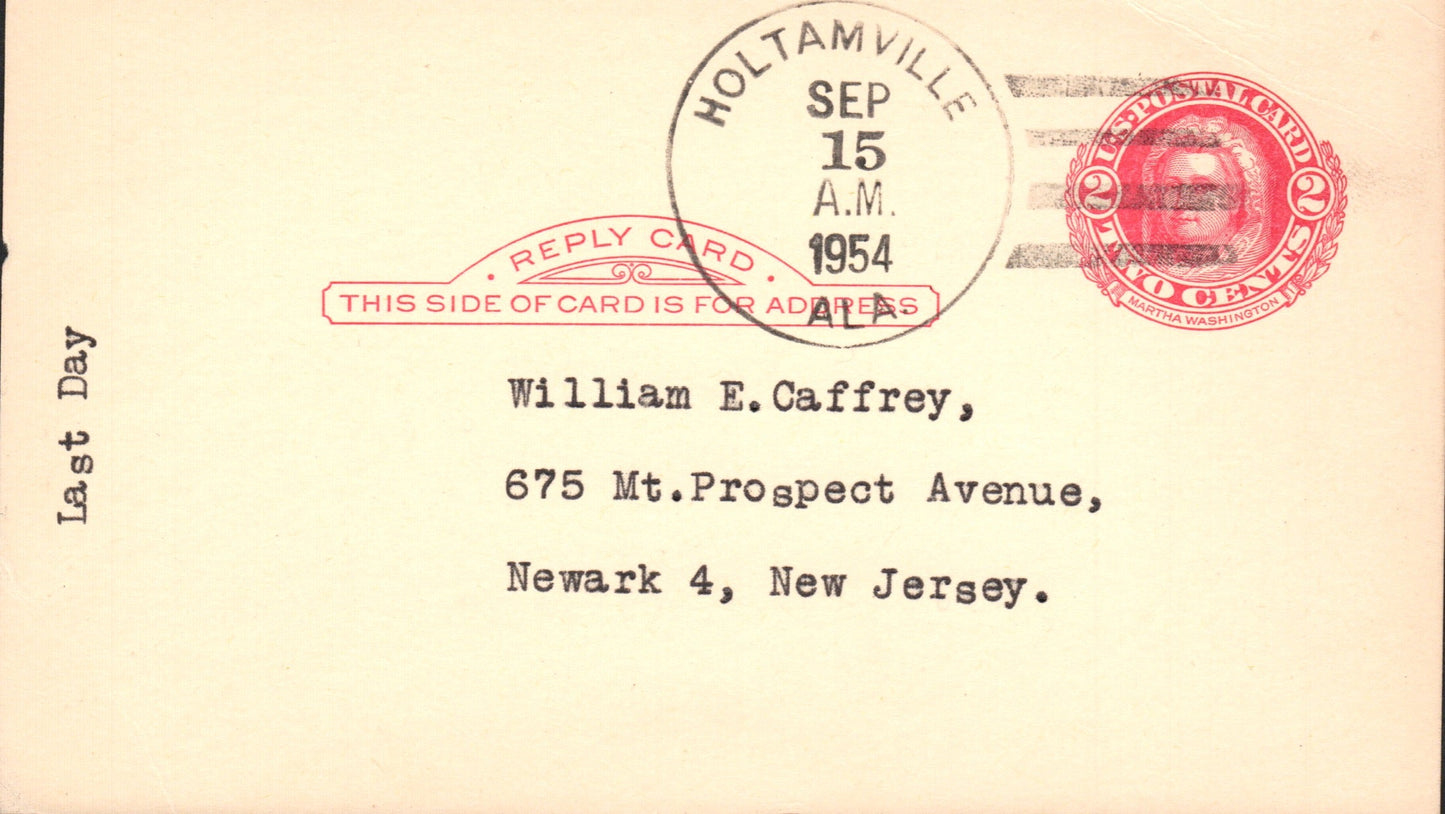 HOLTAMVILLE
SEP
15
A.M.
1954
ALA.
U.S. POSTAL CARD
2 2
TWO CENTS
MARTHA WASHINGTON
· REPLY CARD ·
THIS SIDE OF CARD IS FOR ADDRESS
Last Day
William E. Caffrey,
675 Mt. Prospect Avenue,
Newark 4, New Jersey.